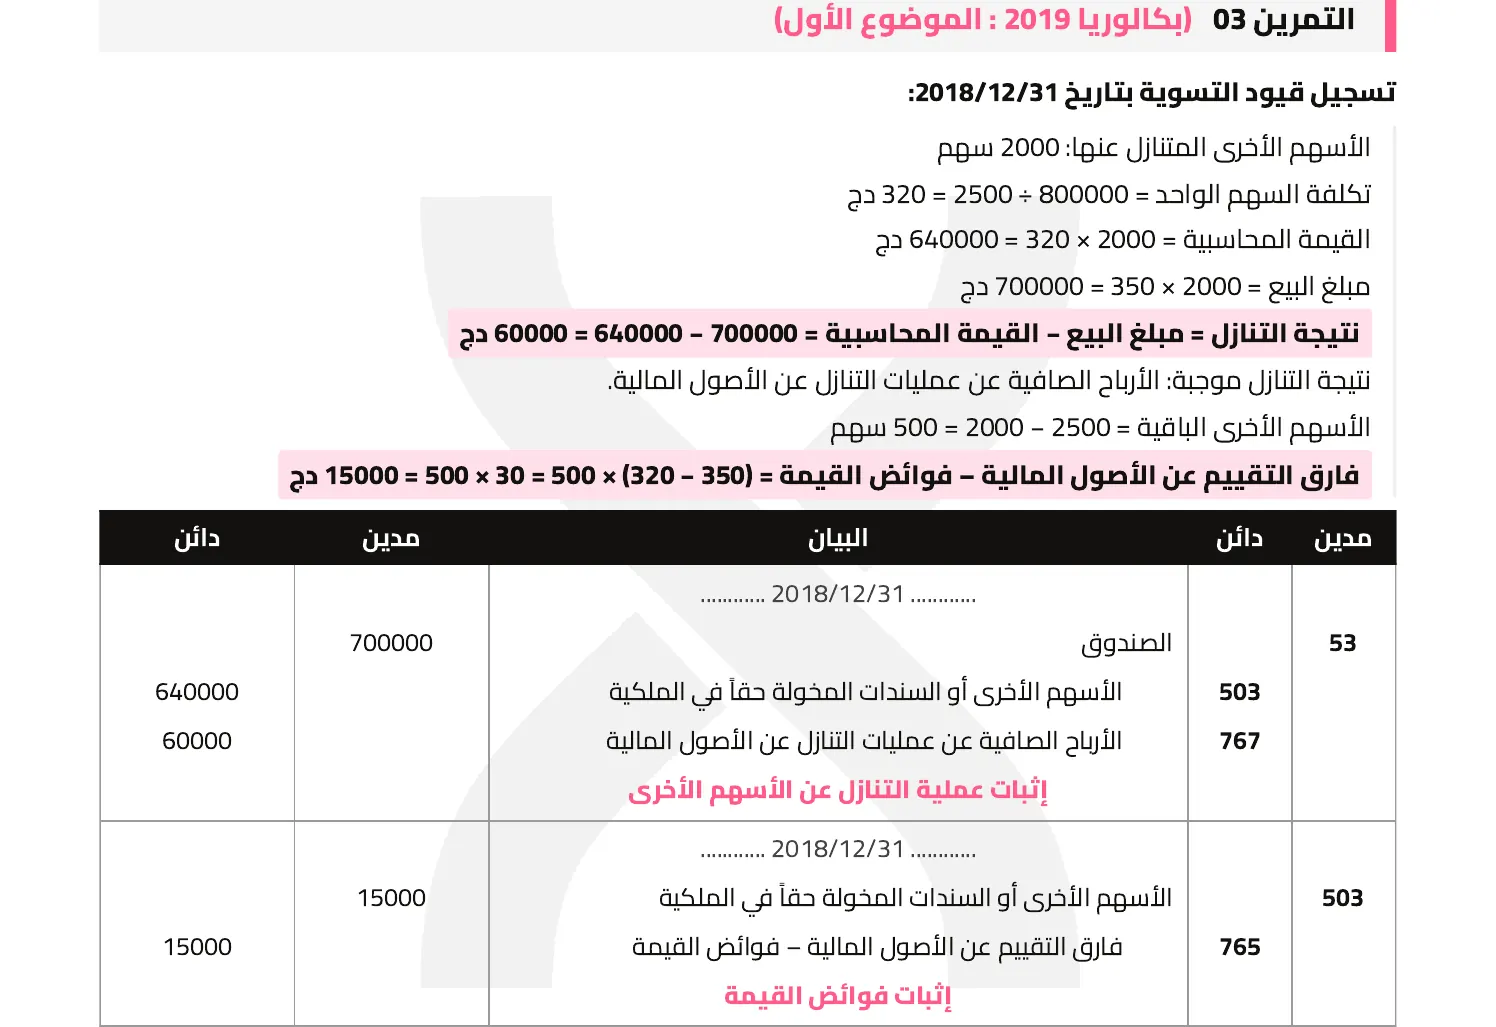 التمرين 03 (بكالوريا 2019 : الموضوع الأول)
تسجيل قيود التسوية بتاريخ 2018/12/31:
الأسهم الأخرى المتنازل عنها: 2000 سهم
تكلفة السهم الواحد = 800000 ÷ 2500 = 320 دج
القيمة المحاسبية = 2000 × 320 = 640000 دج
مبلغ البيع = 2000 × 350 = 700000 دج
نتيجة التنازل = مبلغ البيع – القيمة المحاسبية = 700000 – 640000 = 60000 دج
نتيجة التنازل موجبة: الأرباح الصافية عن عمليات التنازل عن الأصول المالية.
الأسهم الأخرى الباقية = 2500 – 2000 = 500 سهم
فارق التقييم عن الأصول المالية – فوائض القيمة = (350 – 320) × 500 = 30 × 500 = 15000 دج
مدين دائن البيان مدين دائن
............ 2018/12/31 ............
53 الصندوق 700000
503 الأسهم الأخرى أو السندات المخولة حقاً في الملكية 640000
767 الأرباح الصافية عن عمليات التنازل عن الأصول المالية 60000
إثبات عملية التنازل عن الأسهم الأخرى
............ 2018/12/31 ............
503 الأسهم الأخرى أو السندات المخولة حقاً في الملكية 15000
765 فارق التقييم عن الأصول المالية – فوائض القيمة 15000
إثبات فوائض القيمة